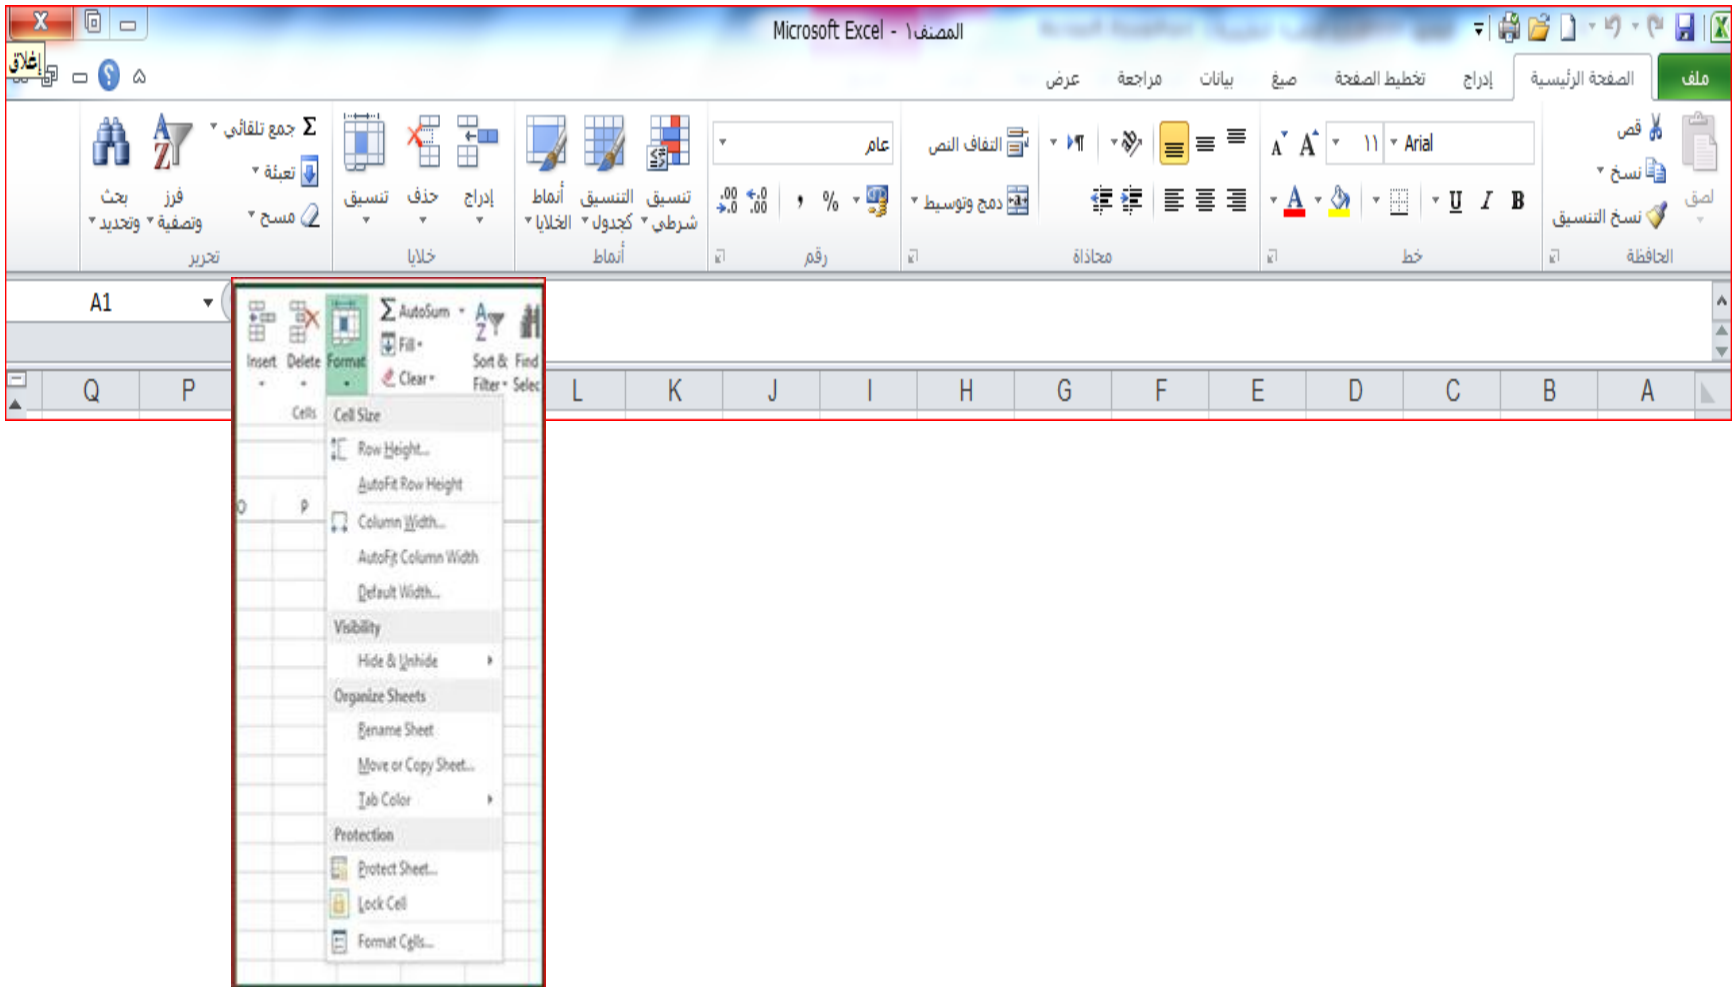 المصنف١ - Microsoft Excel
إغلاق
ملف الصفحة الرئيسية إدراج تخطيط الصفحة صيغ بيانات مراجعة عرض
لصق
قص
نسخ
نسخ التنسيق
الحافظة
Arial ١١
B I U
خط
التفاف النص
دمج وتوسيط
محاذاة
عام
%
رقم
تنسيق شرطي
التنسيق كجدول
أنماط الخلايا
أنماط
إدراج حذف تنسيق
خلايا
Σ جمع تلقائي
تعبئة
مسح
فرز وتصفية
بحث وتحديد
تحرير
A1
Q P L K J I H G F E D C B A
Insert Delete Format
Cells
Σ AutoSum
Fill
Clear
Sort & Filter
Find
Selec
O P
Cell Size
Row Height...
AutoFit Row Height
Column Width...
AutoFit Column Width
Default Width...
Visibility
Hide & Unhide
Organize Sheets
Rename Sheet
Move or Copy Sheet...
Tab Color
Protection
Protect Sheet...
Lock Cell
Format Cells...